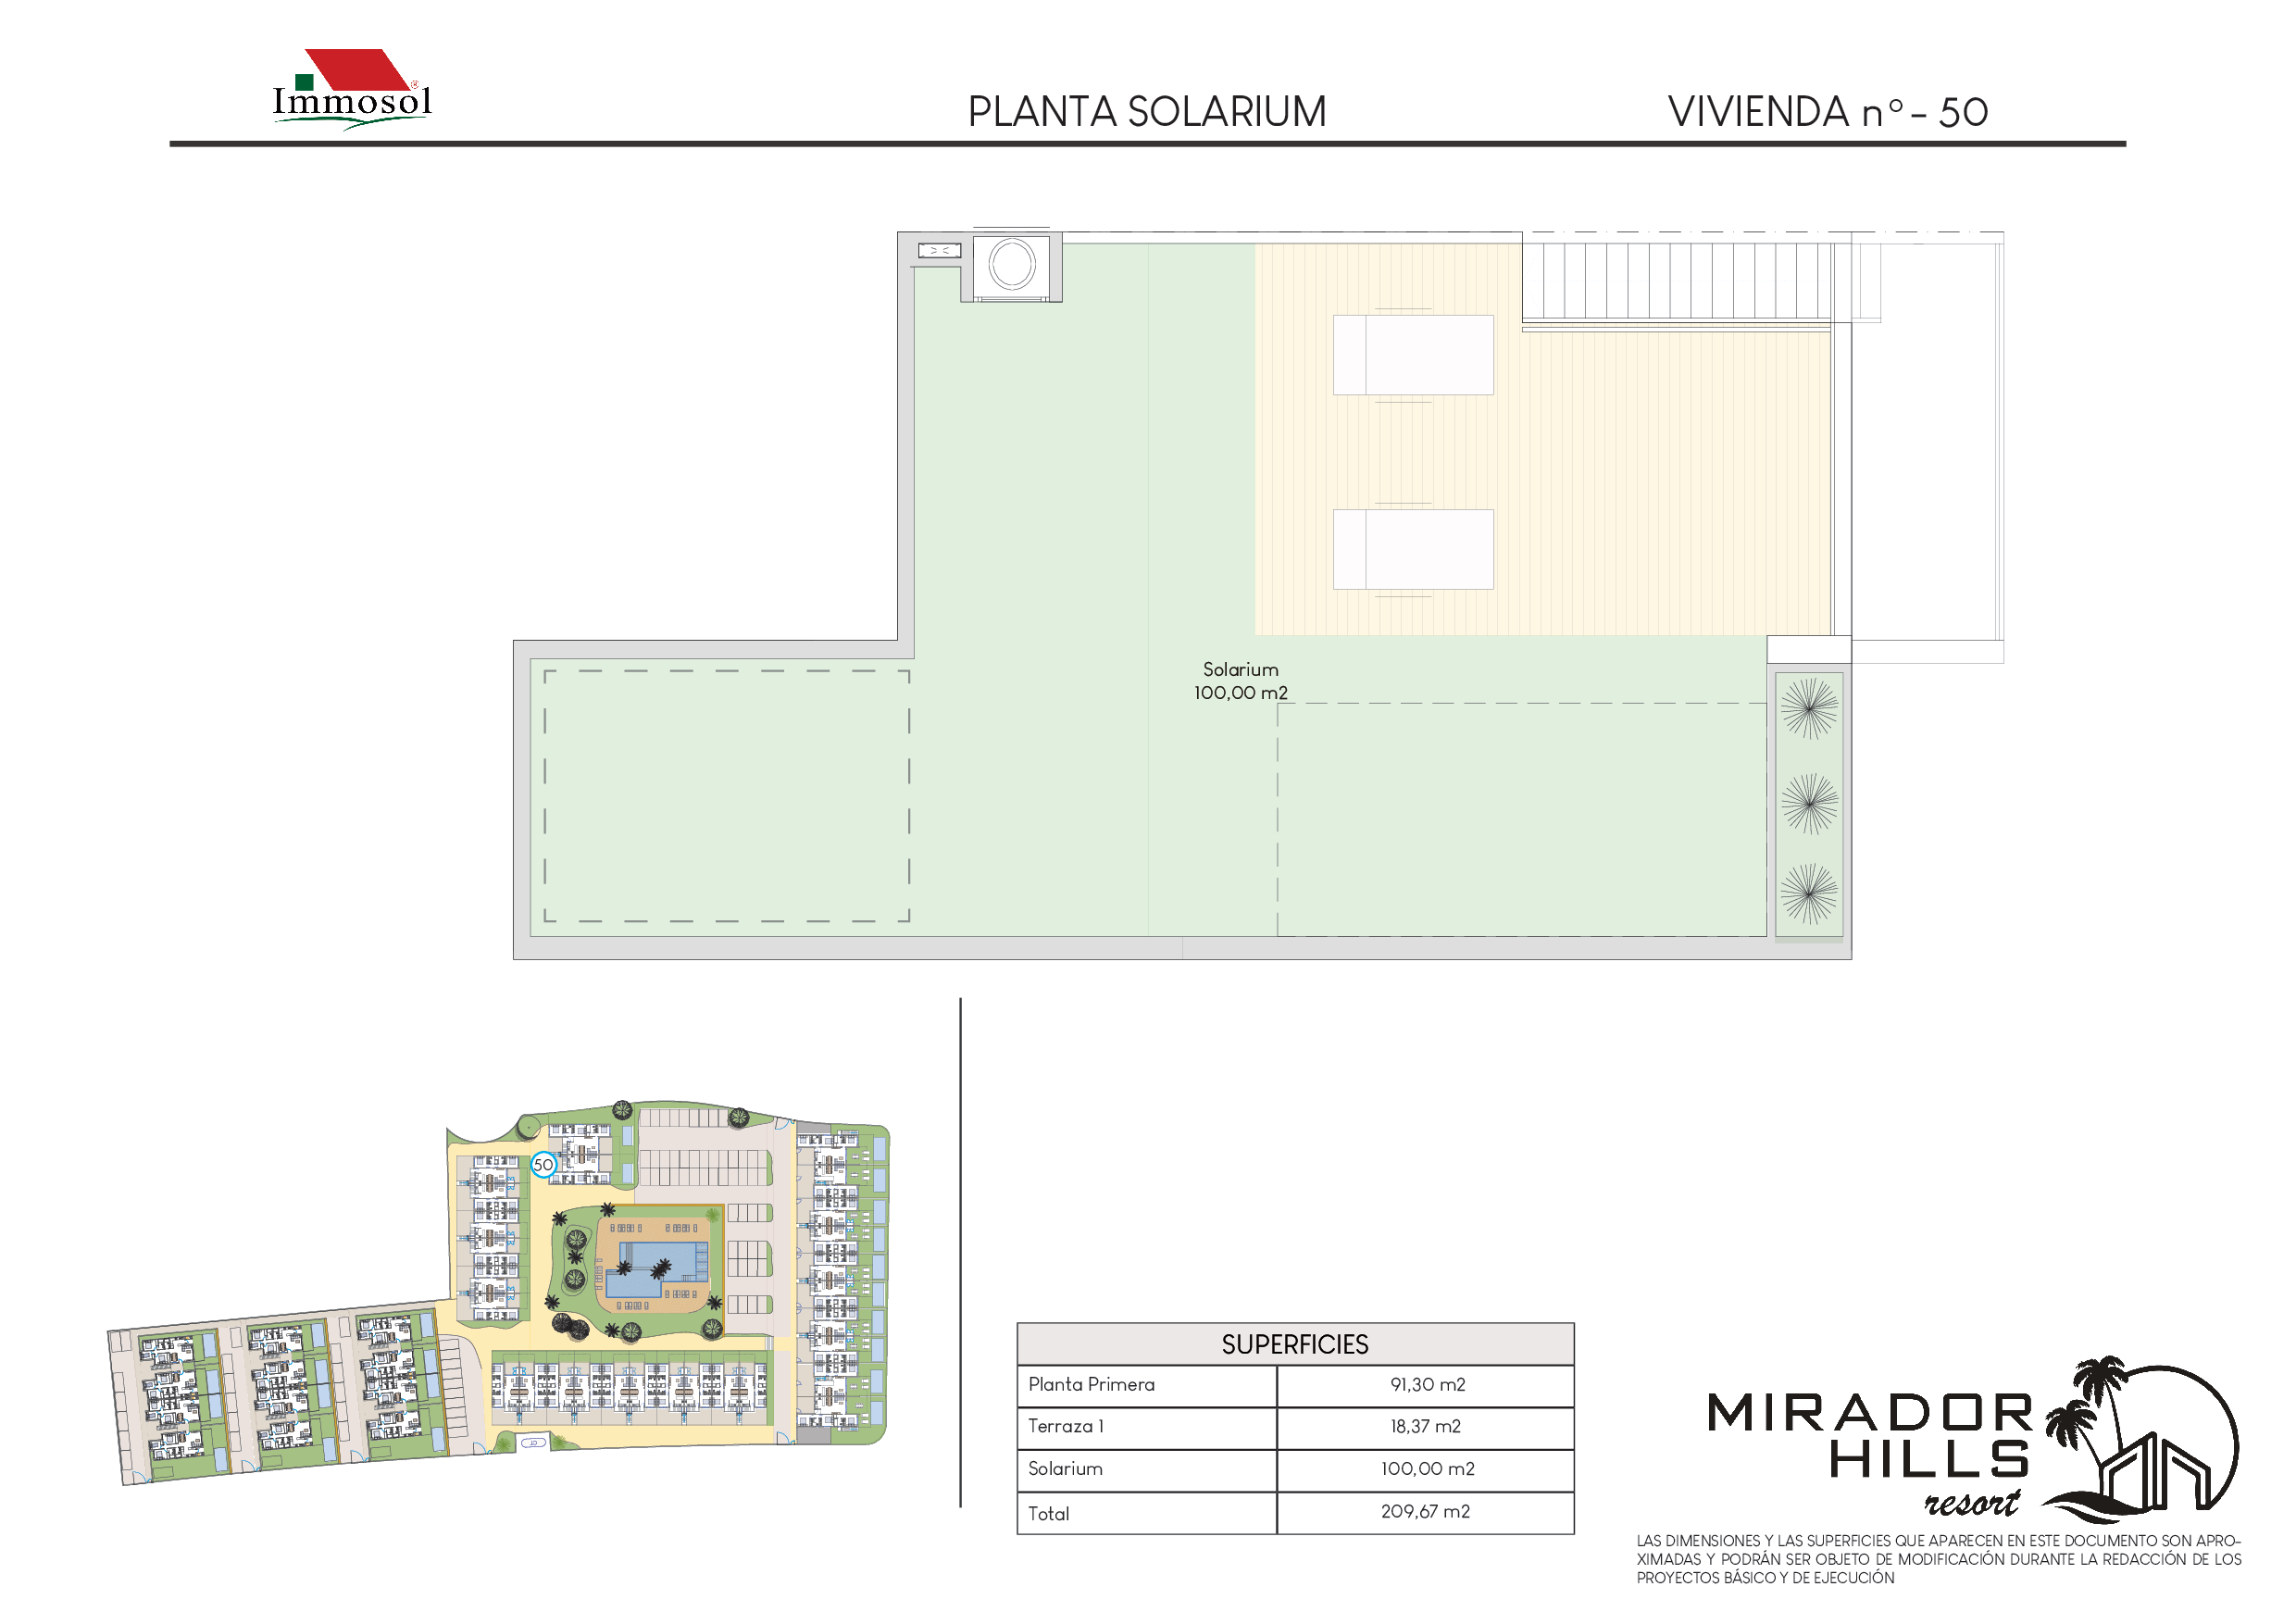 Immosol
PLANTA SOLARIUM
VIVIENDA nº - 50
Solarium
100,00 m2
50
SUPERFICIES
Planta Primera 91,30 m2
Terraza 1 18,37 m2
Solarium 100,00 m2
Total 209,67 m2
MIRADOR
HILLS
resort
LAS DIMENSIONES Y LAS SUPERFICIES QUE APARECEN EN ESTE DOCUMENTO SON APRO-
XIMADAS Y PODRÁN SER OBJETO DE MODIFICACIÓN DURANTE LA REDACCIÓN DE LOS
PROYECTOS BÁSICO Y DE EJECUCIÓN